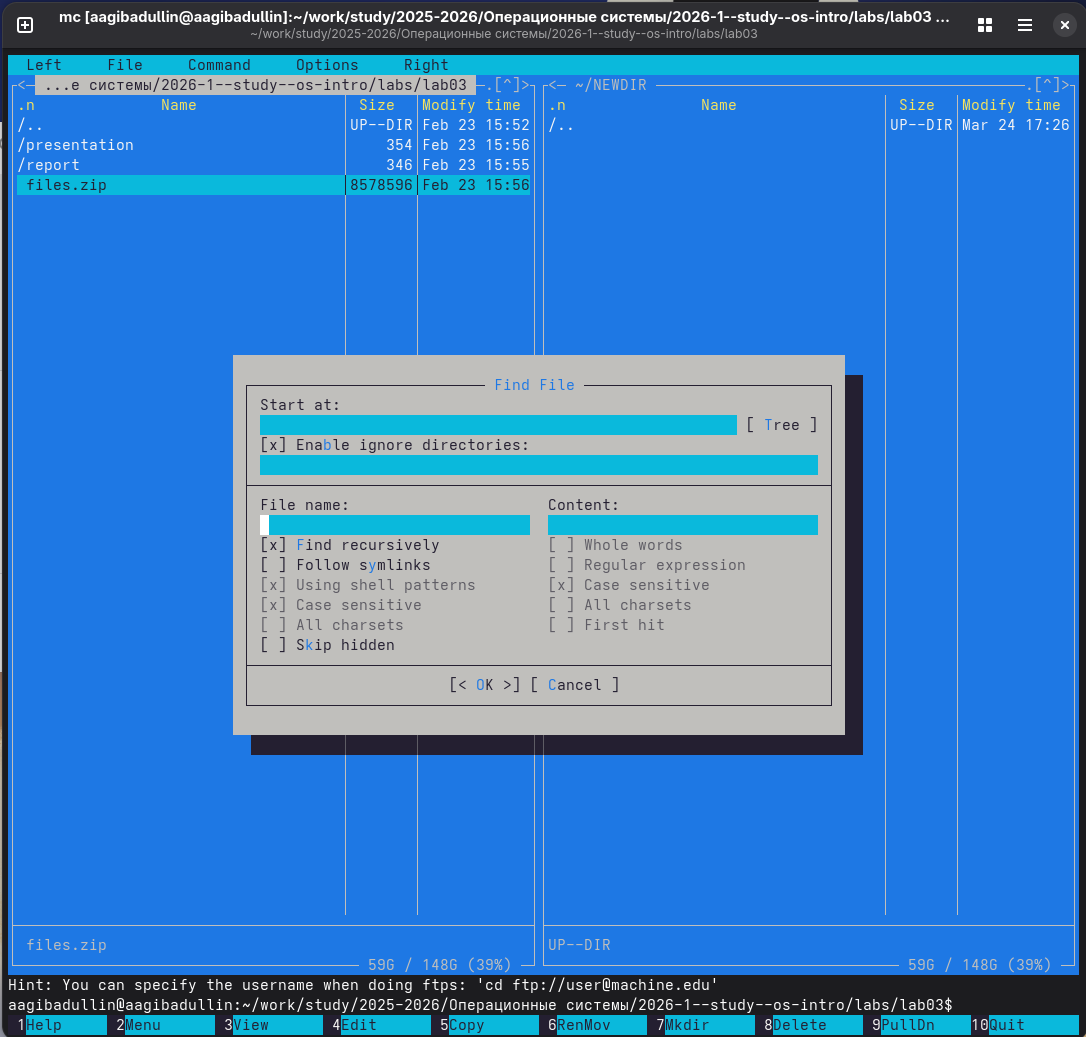 mc [aagibadullin@aagibadullin]:~/work/study/2025-2026/Операционные системы/2026-1--study--os-intro/labs/lab03 ...
~/work/study/2025-2026/Операционные системы/2026-1--study--os-intro/labs/lab03
Left File Command Options Right
<─ ...е системы/2026-1--study--os-intro/labs/lab03 ─.[^]>
<─ ~/NEWDIR ─.[^]>
.n Name Size Modify time
.n Name Size Modify time
/.. UP--DIR Feb 23 15:52
/.. UP--DIR Mar 24 17:26
/presentation 354 Feb 23 15:56
/report 346 Feb 23 15:55
files.zip 8578596 Feb 23 15:56
Find File
Start at:
[ Tree ]
[x] Enable ignore directories:
File name: Content:
[x] Find recursively [ ] Whole words
[ ] Follow symlinks [ ] Regular expression
[x] Using shell patterns [x] Case sensitive
[x] Case sensitive [ ] All charsets
[ ] All charsets [ ] First hit
[ ] Skip hidden
[< OK >] [ Cancel ]
files.zip
UP--DIR
59G / 148G (39%)
59G / 148G (39%)
Hint: You can specify the username when doing ftps: 'cd ftp://user@machine.edu'
aagibadullin@aagibadullin:~/work/study/2025-2026/Операционные системы/2026-1--study--os-intro/labs/lab03$
1Help 2Menu 3View 4Edit 5Copy 6RenMov 7Mkdir 8Delete 9PullDn 10Quit